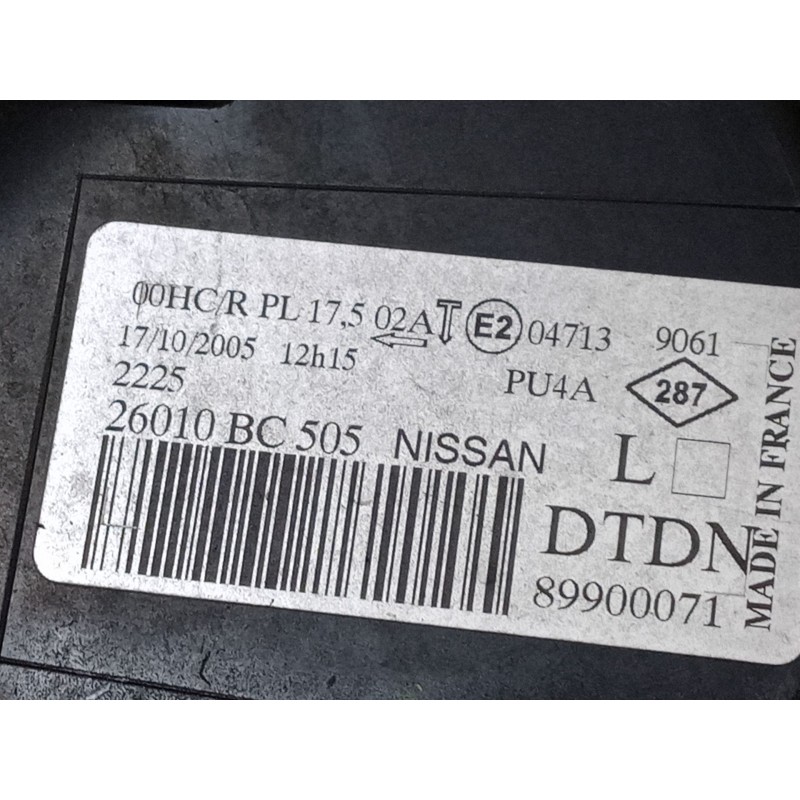 00HC/R PL 17,5 02A E2 04713 9061
17/10/2005 12h15
2225 PU4A 287
26010 BC 505 NISSAN L
DTDN
89900071
MADE IN FRANCE